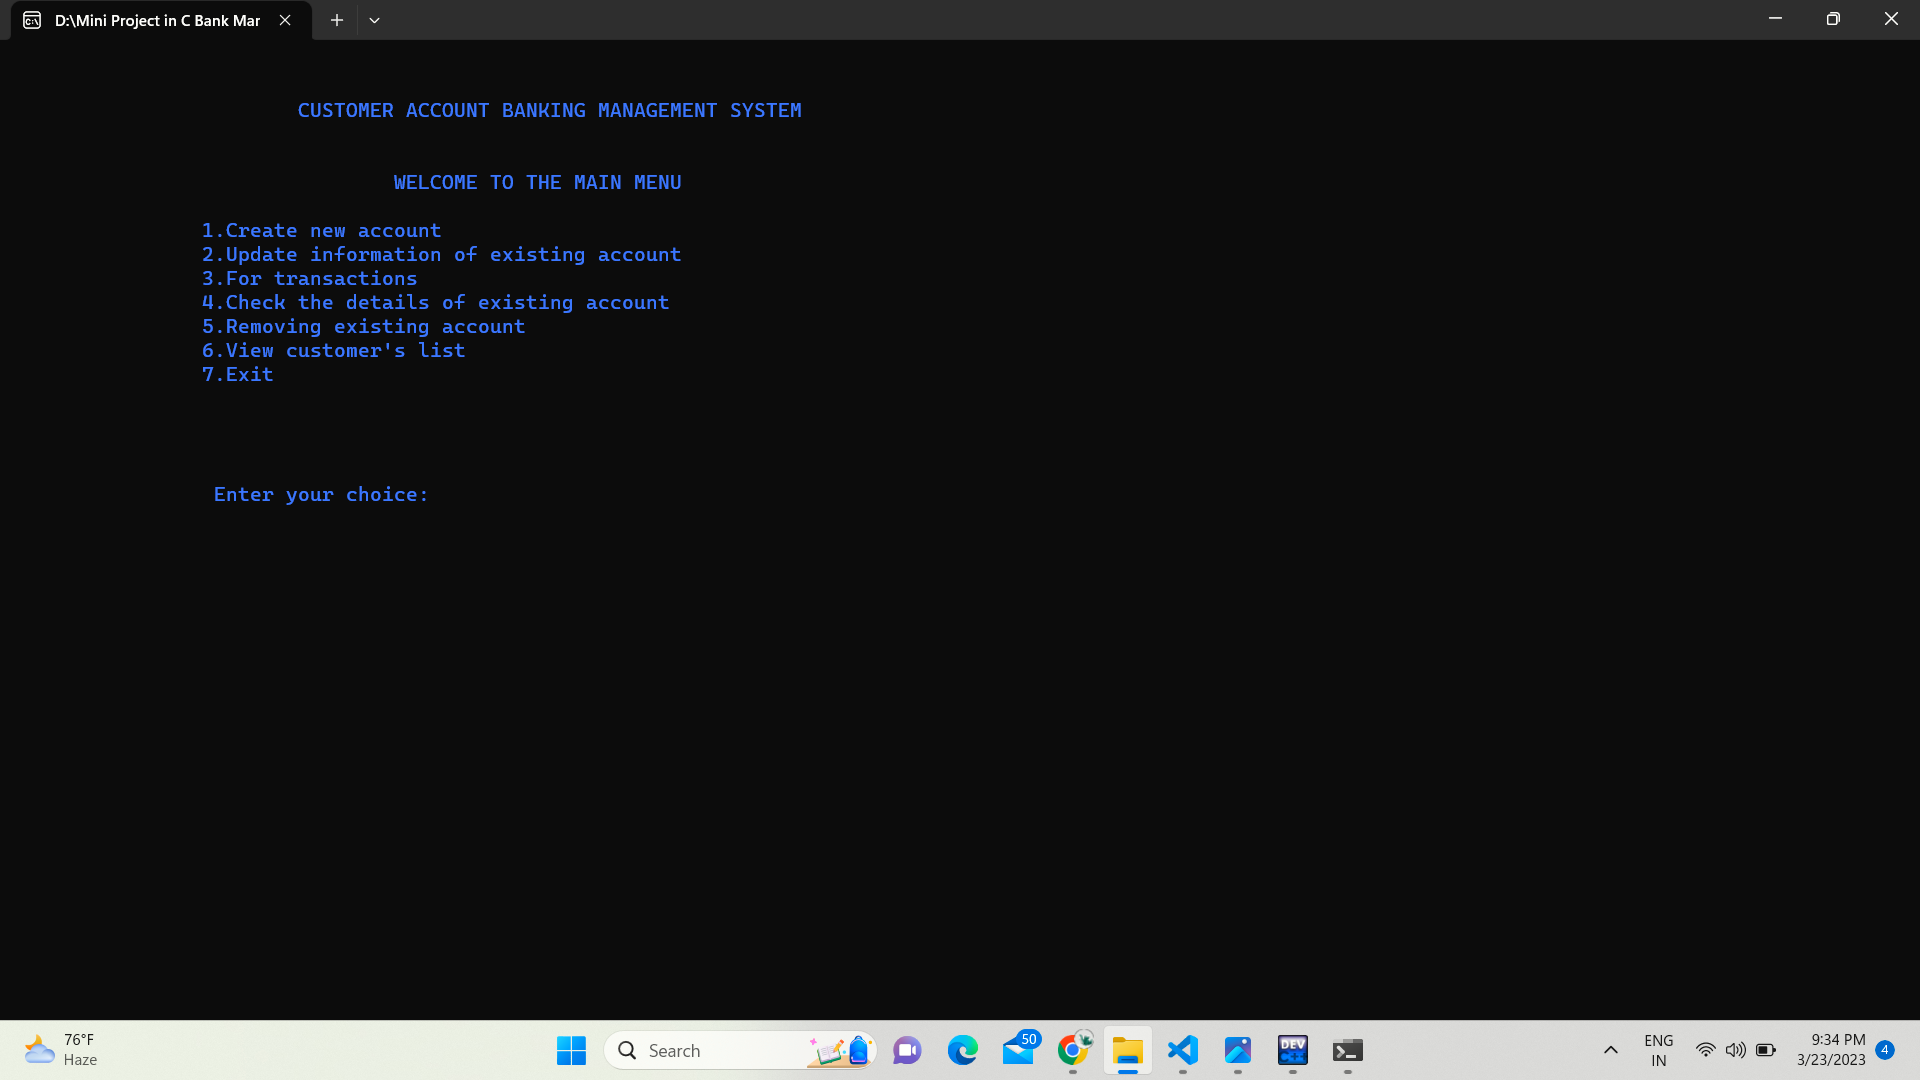 D:\Mini Project in C Bank Mar
CUSTOMER ACCOUNT BANKING MANAGEMENT SYSTEM
WELCOME TO THE MAIN MENU
1.Create new account
2.Update information of existing account
3.For transactions
4.Check the details of existing account
5.Removing existing account
6.View customer's list
7.Exit
Enter your choice:
76°F
Haze
Search
50
DEV
C++
ENG
IN
9:34 PM
3/23/2023
4